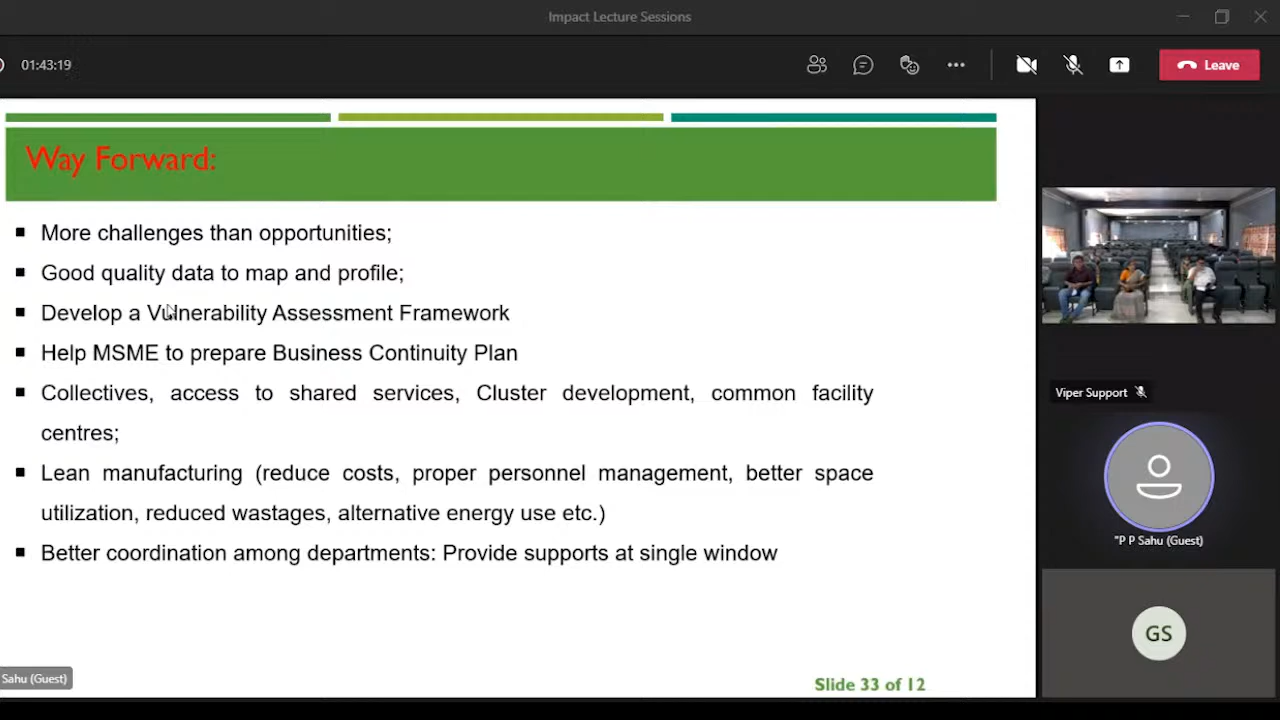 Impact Lecture Sessions
01:43:19
Leave
Way Forward:
More challenges than opportunities;
Good quality data to map and profile;
Develop a Vulnerability Assessment Framework
Help MSME to prepare Business Continuity Plan
Collectives, access to shared services, Cluster development, common facility
centres;
Lean manufacturing (reduce costs, proper personnel management, better space
utilization, reduced wastages, alternative energy use etc.)
Better coordination among departments: Provide supports at single window
Slide 33 of 12
Sahu (Guest)
Viper Support
"P P Sahu (Guest)
GS